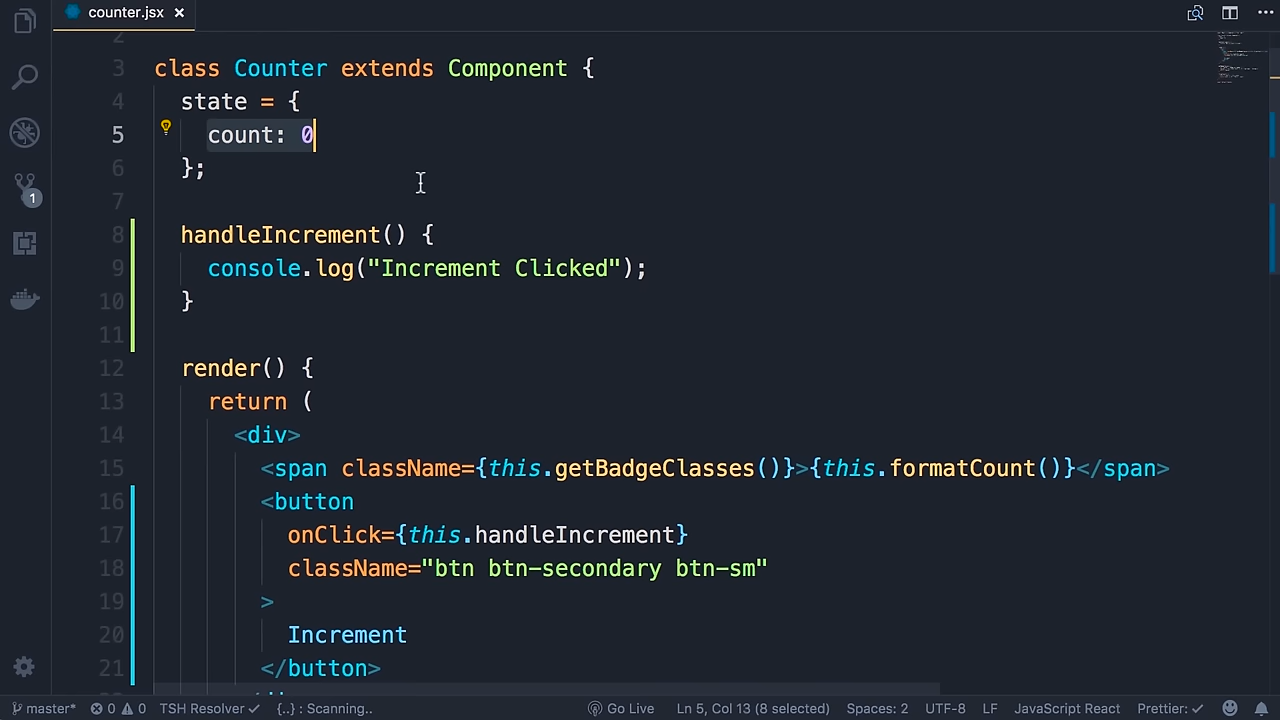 counter.jsx ×
2
3 class Counter extends Component {
4 state = {
5 count: 0
6 };
7
8 handleIncrement() {
9 console.log("Increment Clicked");
10 }
11
12 render() {
13 return (
14 <div>
15 <span className={this.getBadgeClasses()}>{this.formatCount()}</span>
16 <button
17 onClick={this.handleIncrement}
18 className="btn btn-secondary btn-sm"
19 >
20 Increment
21 </button>
1
master* 0 0 TSH Resolver {..} : Scanning.. Go Live Ln 5, Col 13 (8 selected) Spaces: 2 UTF-8 LF JavaScript React Prettier: